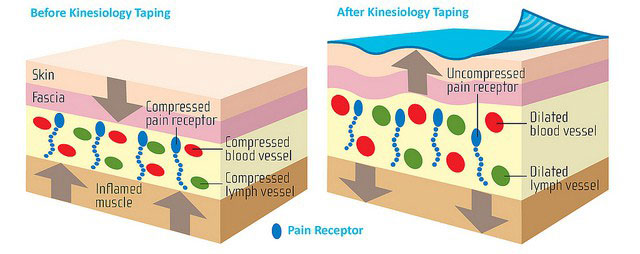 Before Kinesiology Taping
Skin
Fascia
Compressed
pain receptor
Compressed
blood vessel
Compressed
lymph vessel
Inflamed
muscle
After Kinesiology Taping
Uncompressed
pain receptor
Dilated
blood vessel
Dilated
lymph vessel
Pain Receptor